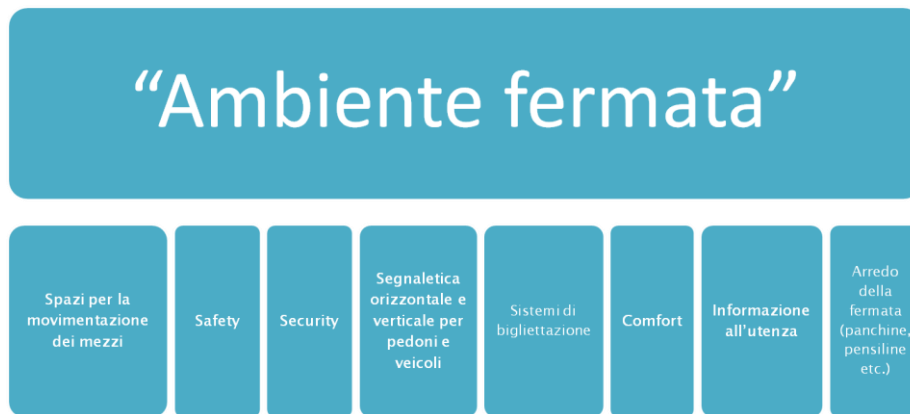 “Ambiente fermata”
Spazi per la
movimentazione
dei mezzi
Safety
Security
Segnaletica
orizzontale e
verticale per
pedoni e
veicoli
Sistemi di
bigliettazione
Comfort
Informazione
all'utenza
Arredo
della
fermata
(panchine,
pensiline
etc.)